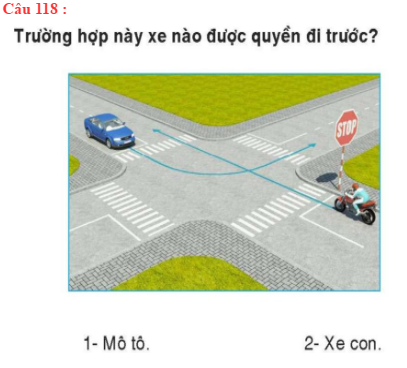 Câu 118 :
Trường hợp này xe nào được quyền đi trước?
STOP
1- Mô tô.
2- Xe con.